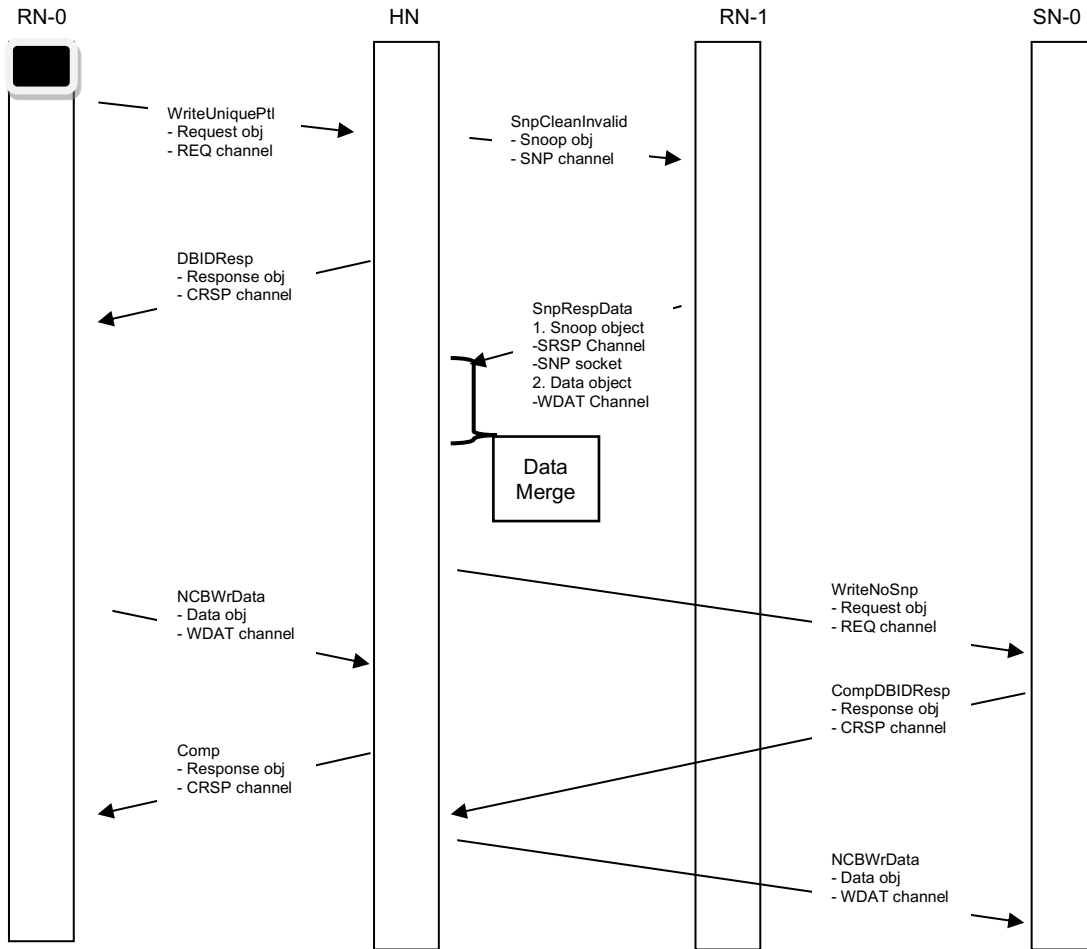 RN-0
HN
RN-1
SN-0
WriteUniquePtl
- Request obj
- REQ channel
SnpCleanInvalid
- Snoop obj
- SNP channel
DBIDResp
- Response obj
- CRSP channel
SnpRespData
1. Snoop object
-SRSP Channel
-SNP socket
2. Data object
-WDAT Channel
Data
Merge
NCBWrData
- Data obj
- WDAT channel
WriteNoSnp
- Request obj
- REQ channel
CompDBIDResp
- Response obj
- CRSP channel
Comp
- Response obj
- CRSP channel
NCBWrData
- Data obj
- WDAT channel